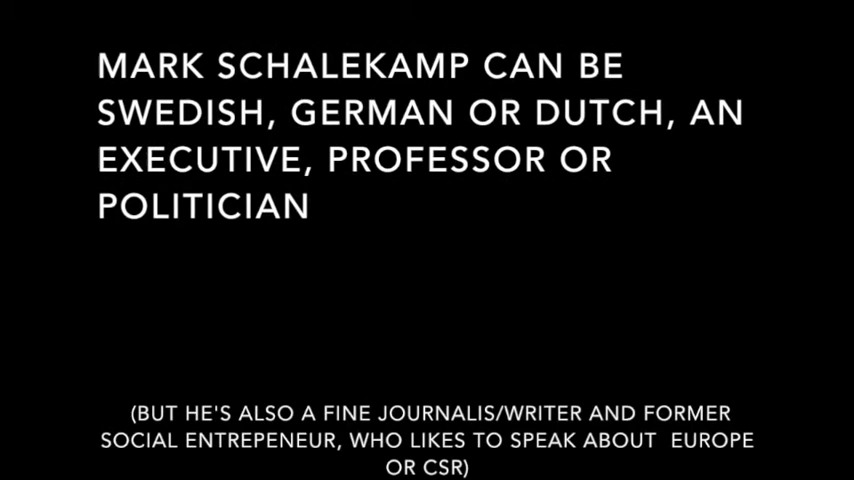 MARK SCHALEKAMP CAN BE
SWEDISH, GERMAN OR DUTCH, AN
EXECUTIVE, PROFESSOR OR
POLITICIAN
(BUT HE'S ALSO A FINE JOURNALIS/WRITER AND FORMER
SOCIAL ENTREPENEUR, WHO LIKES TO SPEAK ABOUT  EUROPE
OR CSR)